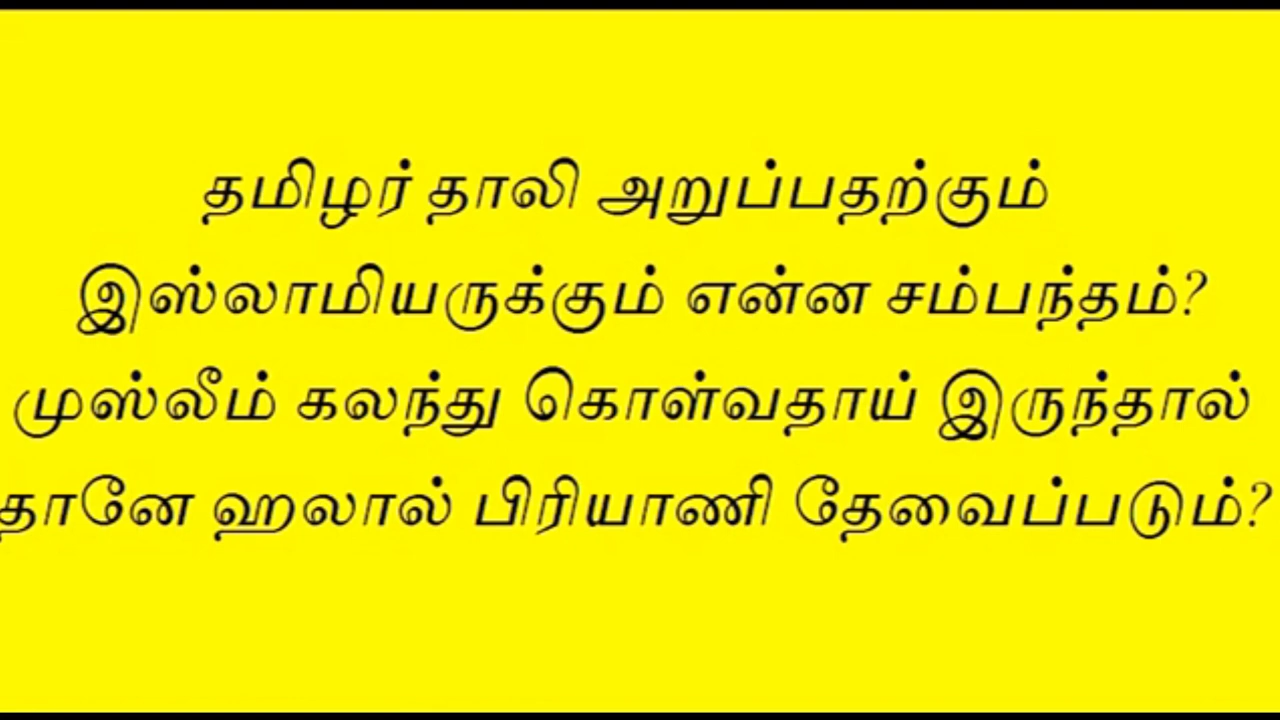 தமிழர் தாலி அறுப்பதற்கும்
இஸ்லாமியருக்கும் என்ன சம்பந்தம்?
முஸ்லீம் கலந்து கொள்வதாய் இருந்தால்
தானே ஹலால் பிரியாணி தேவைப்படும்?